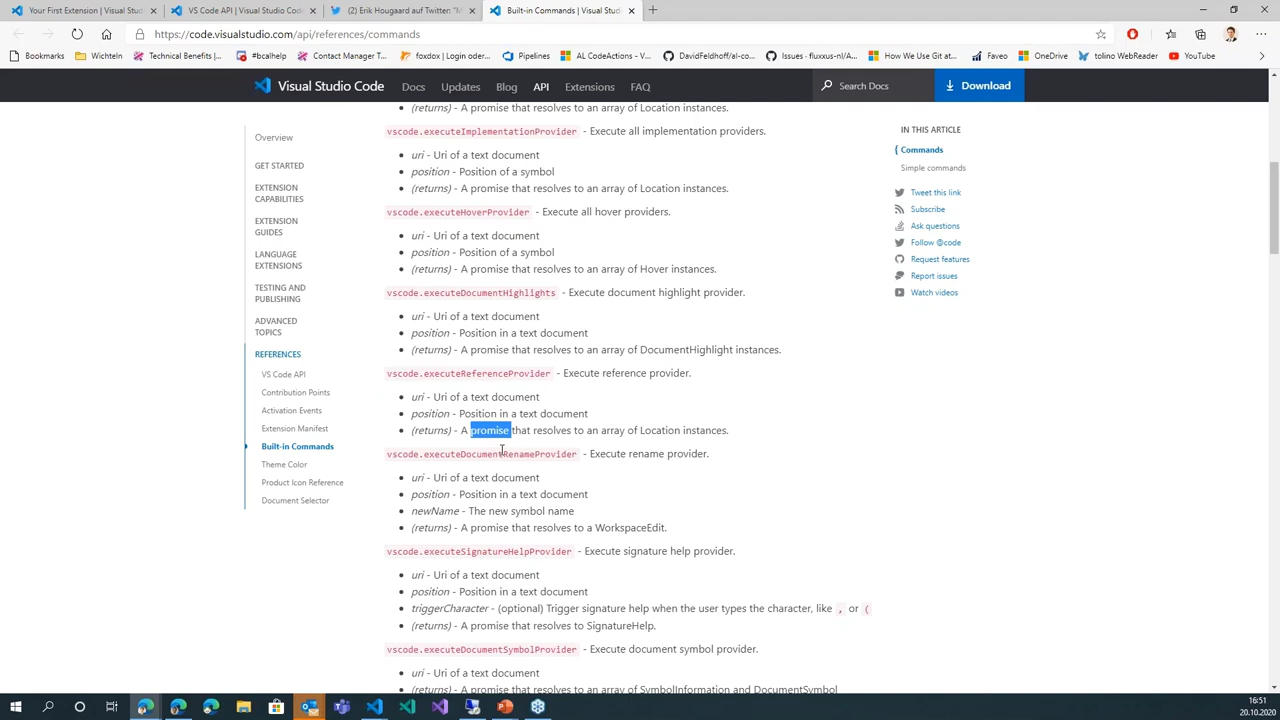 Your Extension | Visual Stud
VS Code API | Visual Studio Code
(2) Erik Hougaard auf Twitter: "M
Built-in Commands | Visual Stud
https://code.visualstudio.com/api/references/commands
Bookmarks
Wichteln
Technical Benefits |...
#bcalhelp
Contact Manager T...
foxdox | Login oder...
Pipelines
AL CodeActions – V...
DavidFeldhoff/al-co...
Issues · fluxxus-nl/A...
How We Use Git at...
Faveo
OneDrive
tolino Webreader
YouTube
Visual Studio Code
Docs
Updates
Blog
API
Extensions
FAQ
Search Docs
Download
Overview
GET STARTED
EXTENSION
CAPABILITIES
EXTENSION
GUIDES
LANGUAGE
EXTENSIONS
TESTING AND
PUBLISHING
ADVANCED
TOPICS
REFERENCES
VS Code API
Contribution Points
Activation Events
Extension Manifest
Built-in Commands
Theme Color
Product Icon Reference
Document Selector
(returns) - A promise that resolves to an array of Location instances.
vscode.executeImplementationProvider - Execute all implementation providers.
uri - Uri of a text document
position - Position of a symbol
(returns) - A promise that resolves to an array of Location instances.
vscode.executeHoverProvider - Execute all hover providers.
uri - Uri of a text document
position - Position of a symbol
(returns) - A promise that resolves to an array of Hover instances.
vscode.executeDocumentHighlights - Execute document highlight provider.
uri - Uri of a text document
position - Position in a text document
(returns) - A promise that resolves to an array of DocumentHighlight instances.
vscode.executeReferenceProvider - Execute reference provider.
uri - Uri of a text document
position - Position in a text document
(returns) - A promise that resolves to an array of Location instances.
vscode.executeDocumentRenameProvider - Execute rename provider.
uri - Uri of a text document
position - Position in a text document
newName - The new symbol name
(returns) - A promise that resolves to a WorkspaceEdit.
vscode.executeSignatureHelpProvider - Execute signature help provider.
uri - Uri of a text document
position - Position in a text document
triggerCharacter - (optional) Trigger signature help when the user types the character, like , or (
(returns) - A promise that resolves to SignatureHelp.
vscode.executeDocumentSymbolProvider - Execute document symbol provider.
uri - Uri of a text document
(returns) - A promise that resolves to an array of SymbolInformation and DocumentSymbol
IN THIS ARTICLE
Commands
Simple commands
Tweet this link
Subscribe
Ask questions
Follow @code
Request features
Report issues
Watch videos
16:51
20.10.2020